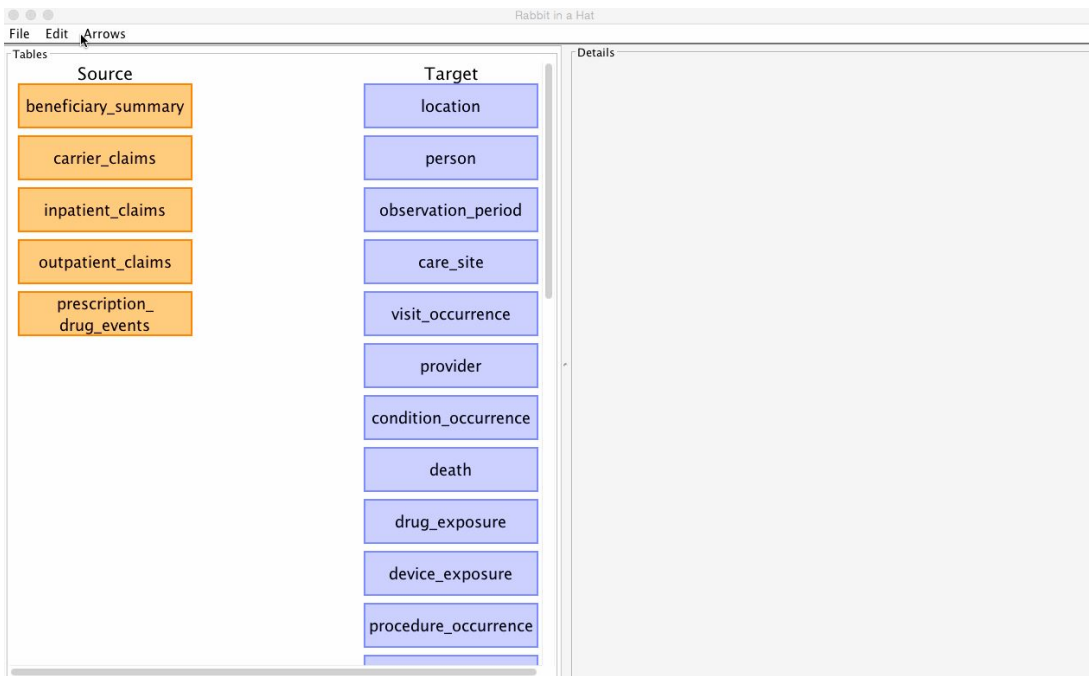 Rabbit in a Hat
File Edit Arrows
Tables
Details
Source Target
beneficiary_summary location
carrier_claims person
inpatient_claims observation_period
outpatient_claims care_site
prescription_
drug_events
visit_occurrence
provider
condition_occurrence
death
drug_exposure
device_exposure
procedure_occurrence